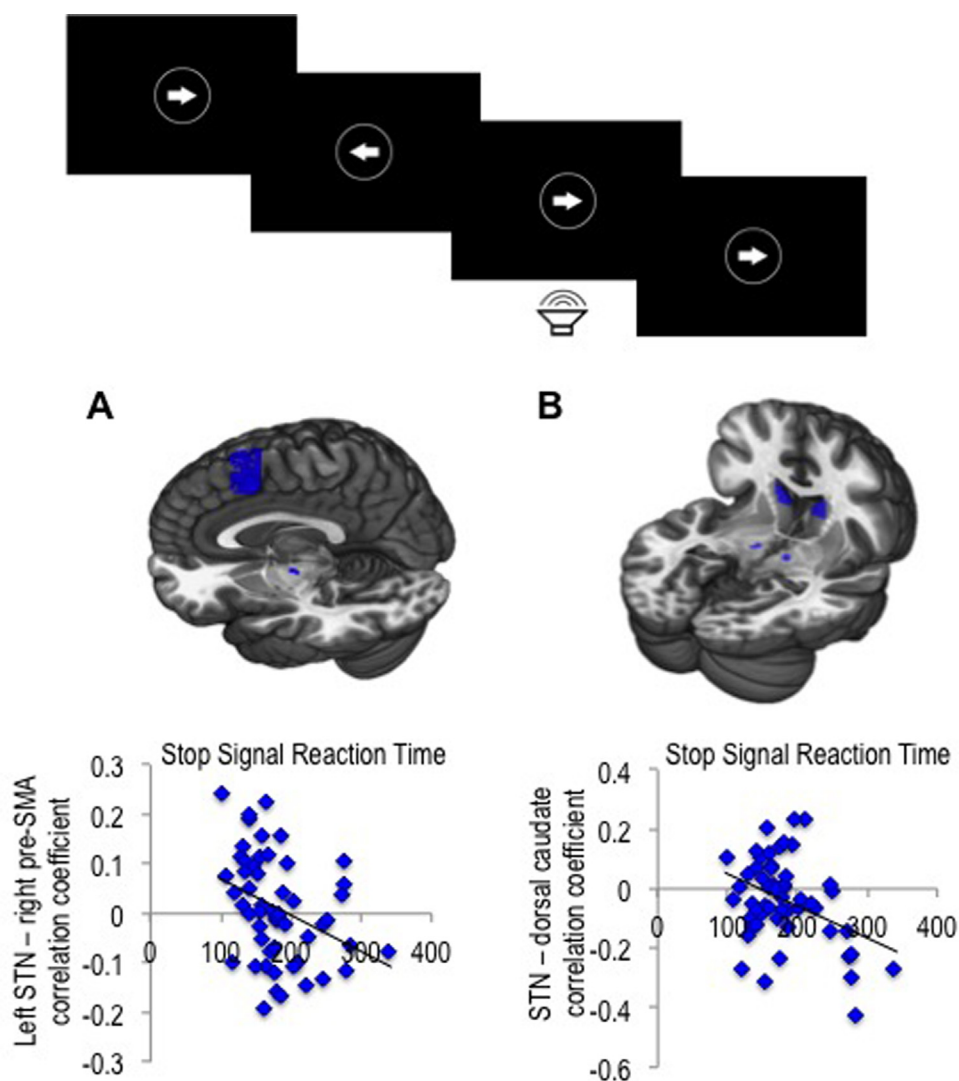 A
B
Stop Signal Reaction Time
Left STN – right pre-SMA
correlation coefficient
0.3
0.2
0.1
0
-0.1
-0.2
-0.3
0
100
200
300
400
Stop Signal Reaction Time
STN – dorsal caudate
correlation coefficient
0.4
0.2
0
-0.2
-0.4
-0.6
0
100
200
300
400